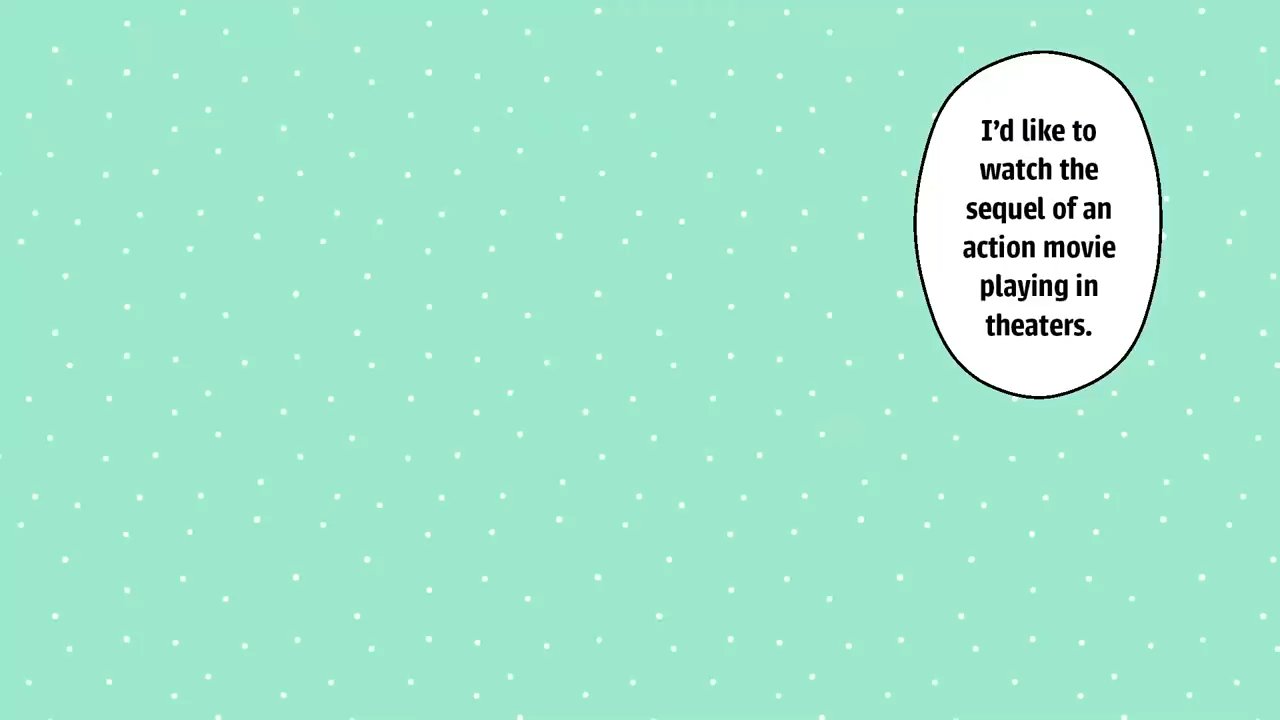 I’d like to
watch the
sequel of an
action movie
playing in
theaters.